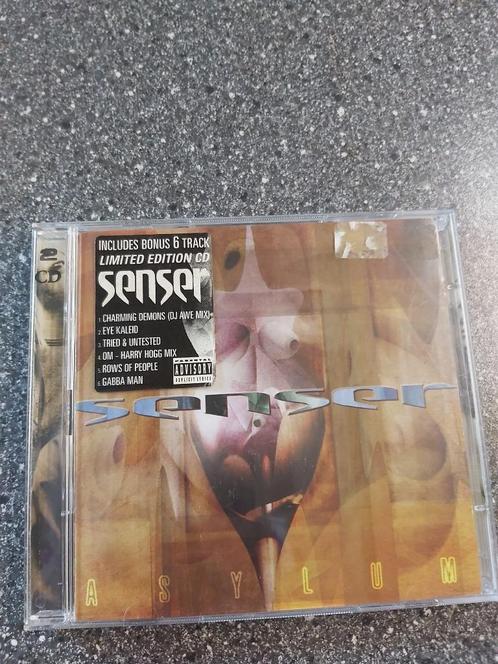 INCLUDES BONUS 6 TRACK
LIMITED EDITION CD
senser
1 CHARMING DEMONS (DJ AWE MIX)
2 EYE KALEID
3 TRIED & UNTESTED
4 OM - HARRY HOGG MIX
5 ROWS OF PEOPLE
6 GABBA MAN
PARENTAL
ADVISORY
EXPLICIT LYRICS
2
CD
senser
ASYLUM